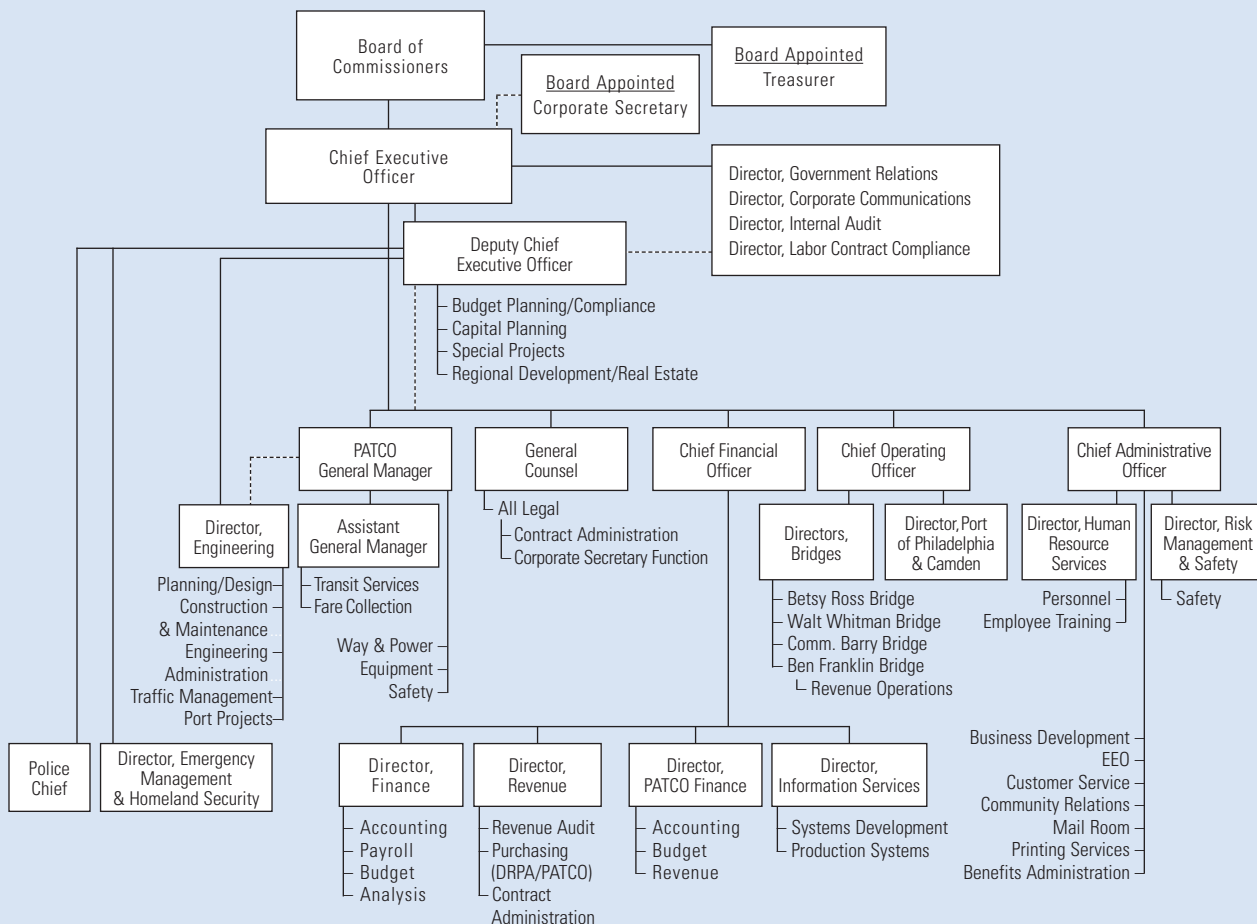 Board of
Commissioners
Board Appointed
Treasurer
Board Appointed
Corporate Secretary
Chief Executive
Officer
Director, Government Relations
Director, Corporate Communications
Director, Internal Audit
Director, Labor Contract Compliance
Deputy Chief
Executive Officer
Budget Planning/Compliance
Capital Planning
Special Projects
Regional Development/Real Estate
PATCO
General Manager
General
Counsel
Chief Financial
Officer
Chief Operating
Officer
Chief Administrative
Officer
All Legal
Contract Administration
Corporate Secretary Function
Director,
Engineering
Assistant
General Manager
Directors,
Bridges
Director, Port
of Philadelphia
& Camden
Director, Human
Resource
Services
Director, Risk
Management
& Safety
Planning/Design
Construction
& Maintenance
Engineering
Administration
Traffic Management
Port Projects
Transit Services
Fare Collection
Way & Power
Equipment
Safety
Betsy Ross Bridge
Walt Whitman Bridge
Comm. Barry Bridge
Ben Franklin Bridge
Revenue Operations
Personnel
Employee Training
Safety
Police
Chief
Director, Emergency
Management
& Homeland Security
Director,
Finance
Director,
Revenue
Director,
PATCO Finance
Director,
Information Services
Accounting
Payroll
Budget
Analysis
Revenue Audit
Purchasing
(DRPA/PATCO)
Contract
Administration
Accounting
Budget
Revenue
Systems Development
Production Systems
Business Development
EEO
Customer Service
Community Relations
Mail Room
Printing Services
Benefits Administration